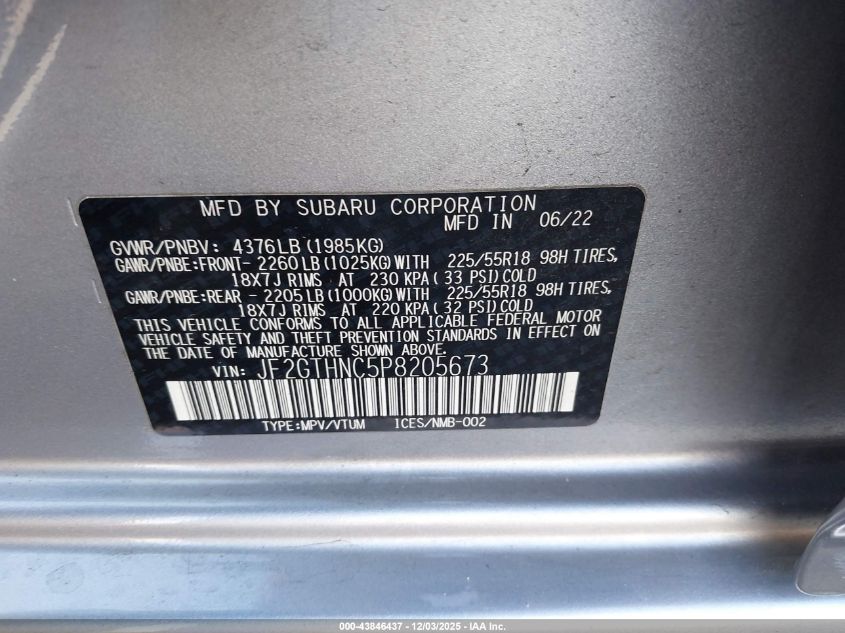 MFD BY SUBARU CORPORATION
MFD IN 06/22
GVWR/PNBV: 4376LB(1985KG)
GAWR/PNBE:FRONT- 2260LB(1025KG)WITH 225/55R18 98H TIRES,
18X7J RIMS AT 230 KPA( 33 PSI)COLD
GAWR/PNBE:REAR - 2205LB(1000KG)WITH 225/55R18 98H TIRES,
18X7J RIMS AT 220 KPA( 32 PSI)COLD
THIS VEHICLE CONFORMS TO ALL APPLICABLE FEDERAL MOTOR
VEHICLE SAFETY AND THEFT PREVENTION STANDARDS IN EFFECT ON
THE DATE OF MANUFACTURE SHOWN ABOVE.
VIN: JF2GTHNC5P8205673
TYPE:MPV/VTUM ICES/NMB-002
000-43846437 - 12/03/2025 - IAA Inc.